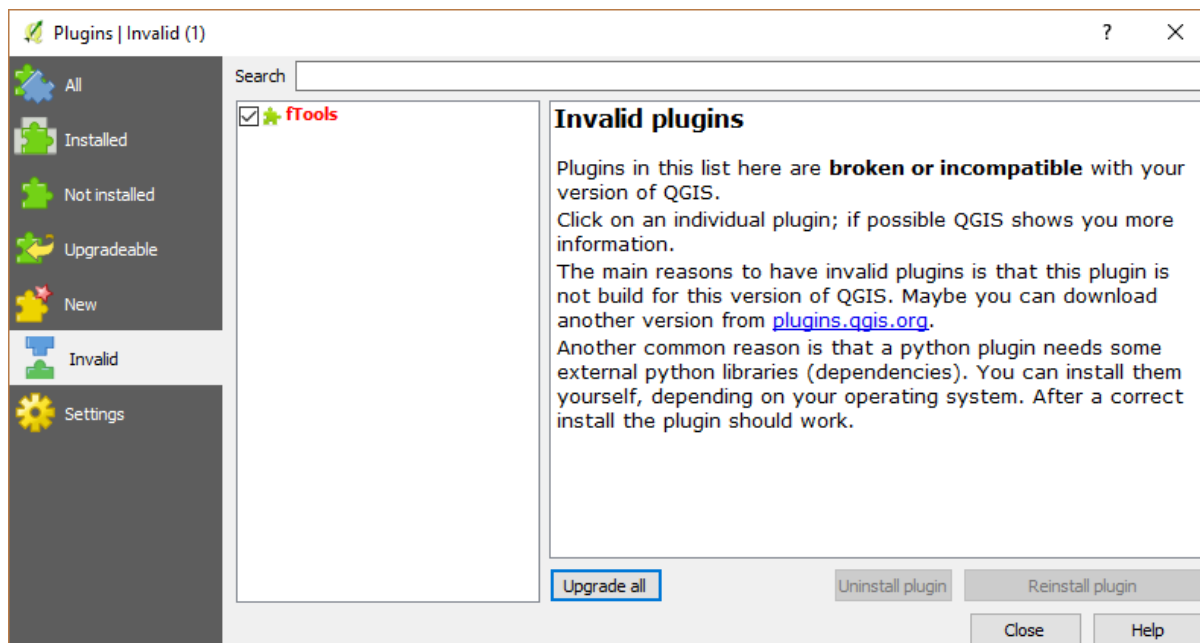 Plugins | Invalid (1)
?
All
Installed
Not installed
Upgradeable
New
Invalid
Settings
Search
fTools
Invalid plugins
Plugins in this list here are broken or incompatible with your
version of QGIS.
Click on an individual plugin; if possible QGIS shows you more
information.
The main reasons to have invalid plugins is that this plugin is
not build for this version of QGIS. Maybe you can download
another version from plugins.qgis.org.
Another common reason is that a python plugin needs some
external python libraries (dependencies). You can install them
yourself, depending on your operating system. After a correct
install the plugin should work.
Upgrade all
Uninstall plugin
Reinstall plugin
Close
Help